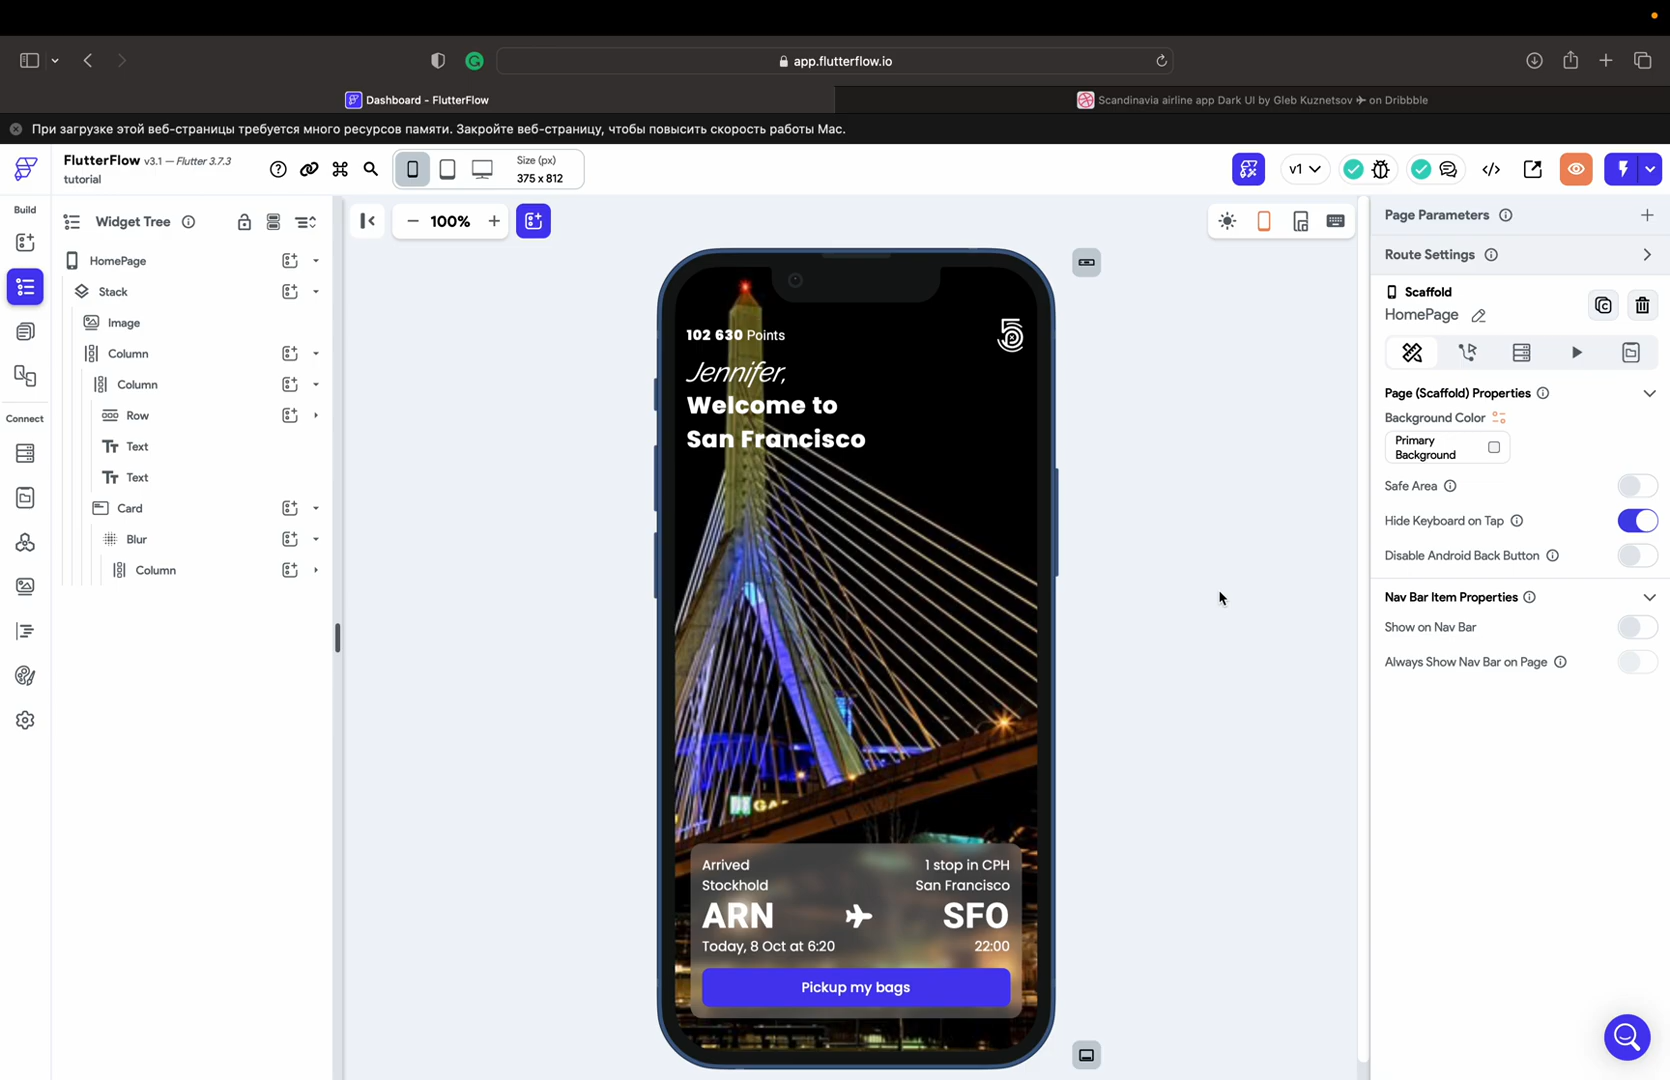 app.flutterflow.io
Dashboard - FlutterFlow
Scandinavia airline app Dark UI by Gleb Kuznetsov ✈ on Dribbble
При загрузке этой веб-страницы требуется много ресурсов памяти. Закройте веб-страницу, чтобы повысить скорость работы Mac.
FlutterFlow v3.1 — Flutter 3.7.3
tutorial
Size (px)
375 x 812
v1
Build
Widget Tree
100%
Page Parameters
Route Settings
HomePage
Stack
Image
Column
Column
Row
Text
Text
Card
Blur
Column
Connect
102 630 Points
Jennifer,
Welcome to
San Francisco
GA
Arrived
1 stop in CPH
Stockhold
San Francisco
ARN
SFO
Today, 8 Oct at 6:20
22:00
Pickup my bags
Scaffold
HomePage
Page (Scaffold) Properties
Background Color
Primary
Background
Safe Area
Hide Keyboard on Tap
Disable Android Back Button
Nav Bar Item Properties
Show on Nav Bar
Always Show Nav Bar on Page